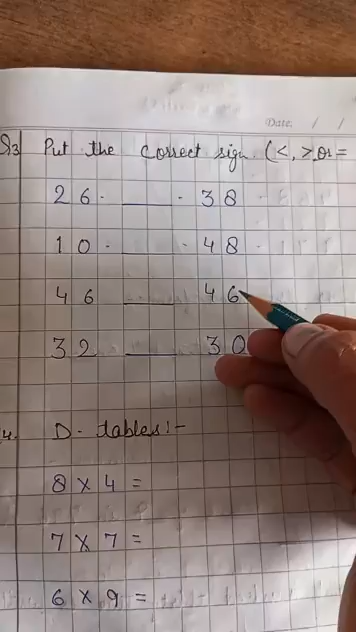 Date: / /
Q3 Put the correct sign (<, >, or =
26. ____ . 38
10. ____ . 48
46 ____ 46
32 ____ 30
4. D- tables:-
8 x 4 =
7 x 7 =
6 x 9 =